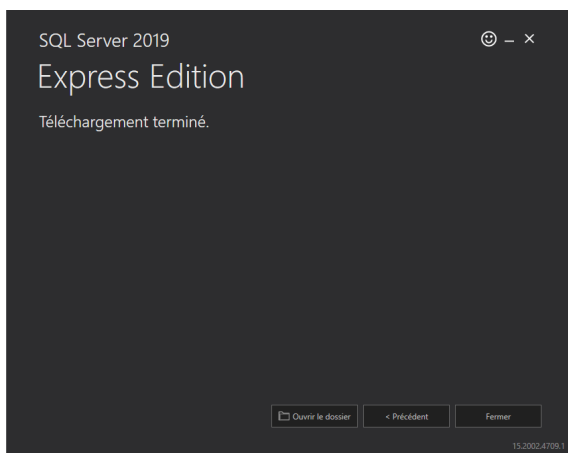 SQL Server 2019
Express Edition
Téléchargement terminé.
Ouvrir le dossier
< Précédent
Fermer
15.2002.4709.1